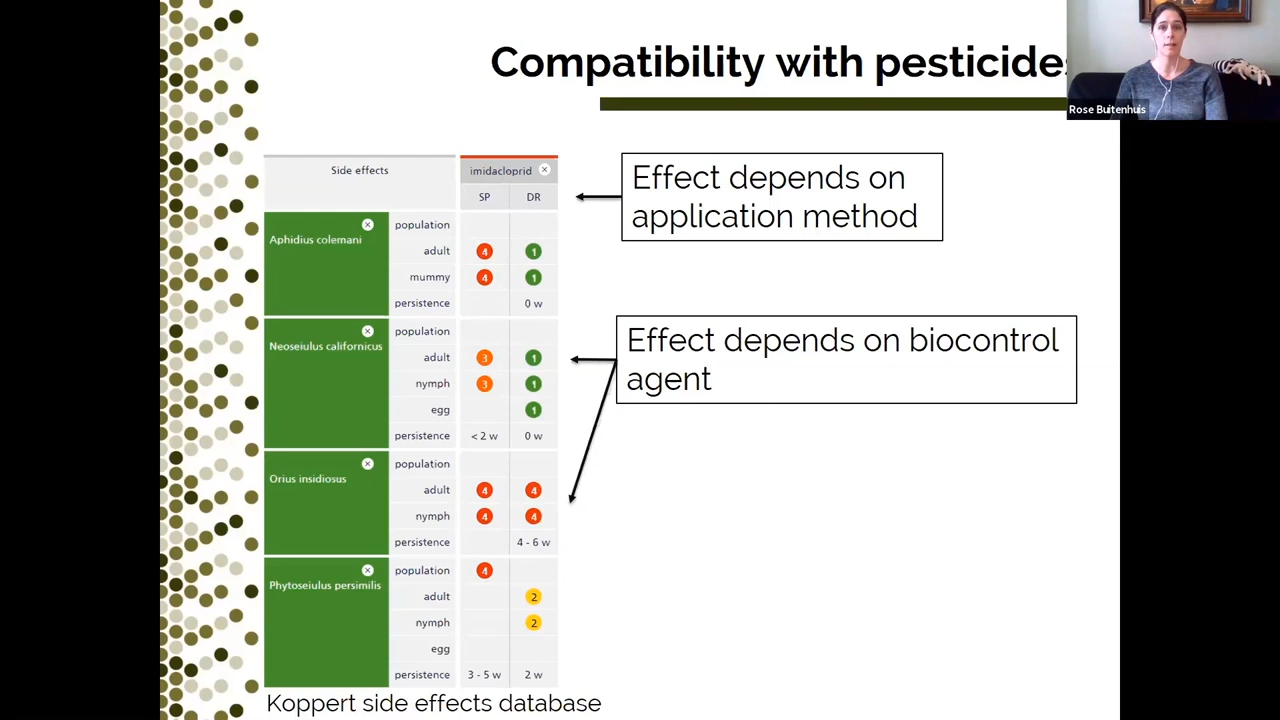 Compatibility with pesticides
Rose Buitenhuis
Side effects
imidacloprid
SP DR
Effect depends on
application method
Aphidius colemani
population
adult 4 1
mummy 4 1
persistence 0 w
Effect depends on biocontrol
agent
Neoseiulus californicus
population
adult 3 1
nymph 3 1
egg 1
persistence < 2 w 0 w
Orius insidiosus
population
adult 4 4
nymph 4 4
persistence 4 - 6 w
Phytoseiulus persimilis
population 4
adult 2
nymph 2
egg
persistence 3 - 5 w 2 w
Koppert side effects database